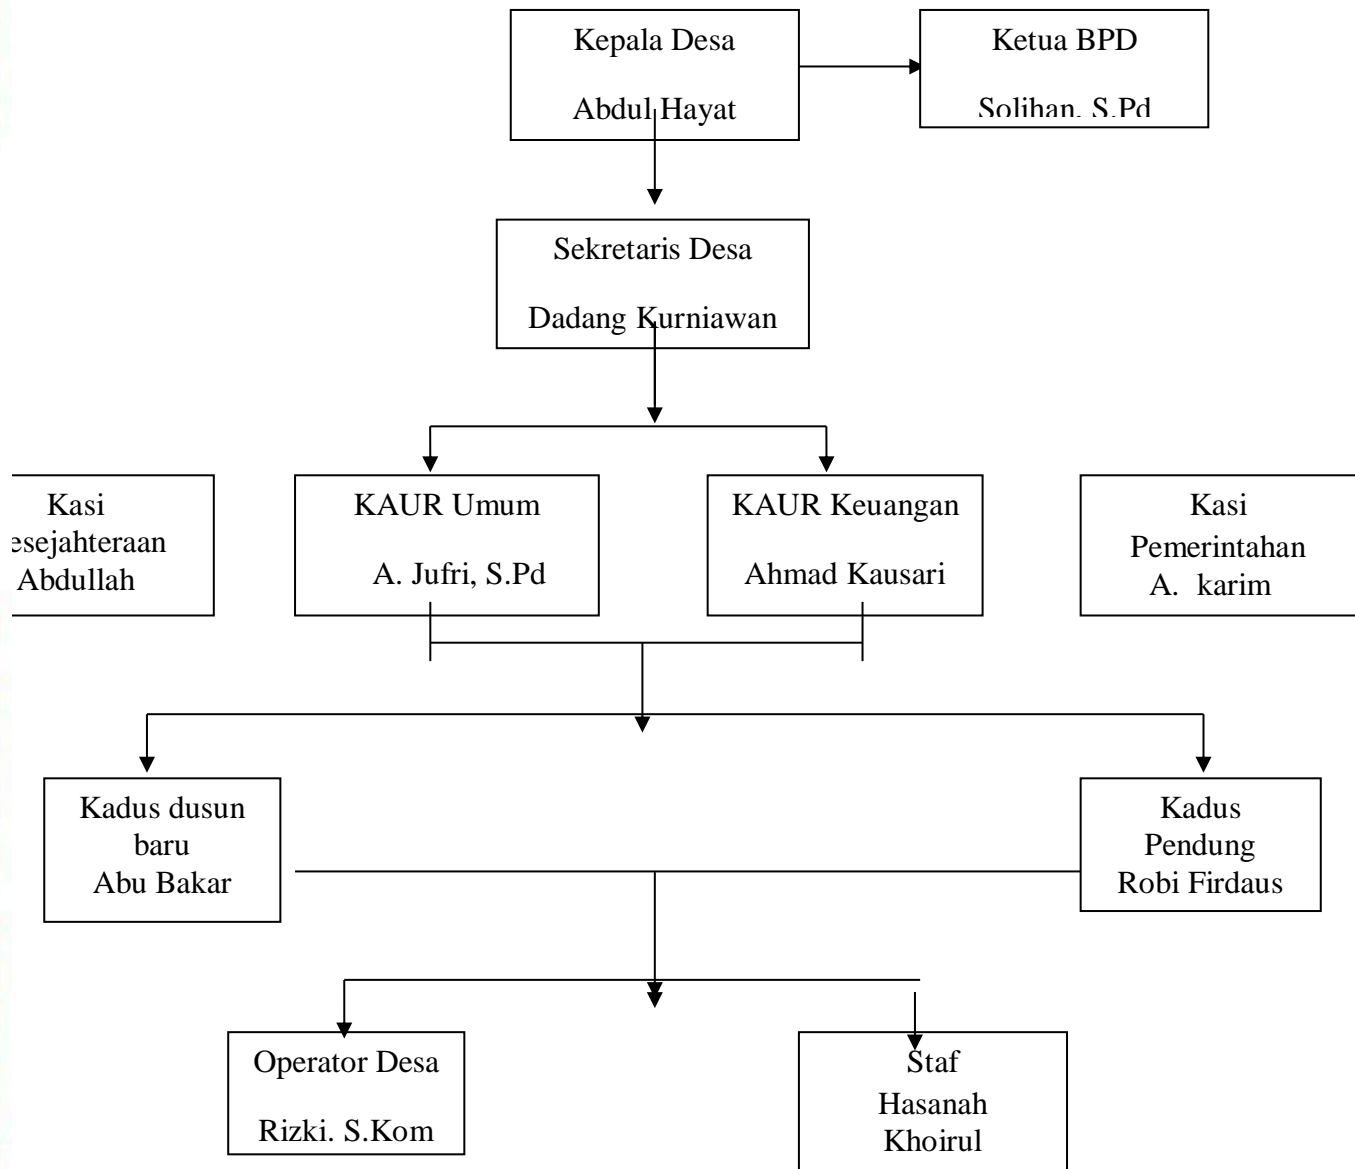 Kepala Desa
Abdul Hayat
Ketua BPD
Solihan, S.Pd
Sekretaris Desa
Dadang Kurniawan
Kasi
esejahteraan
Abdullah
KAUR Umum
A. Jufri, S.Pd
KAUR Keuangan
Ahmad Kausari
Kasi
Pemerintahan
A. karim
Kadus dusun
baru
Abu Bakar
Kadus
Pendung
Robi Firdaus
Operator Desa
Rizki. S.Kom
Staf
Hasanah
Khoirul